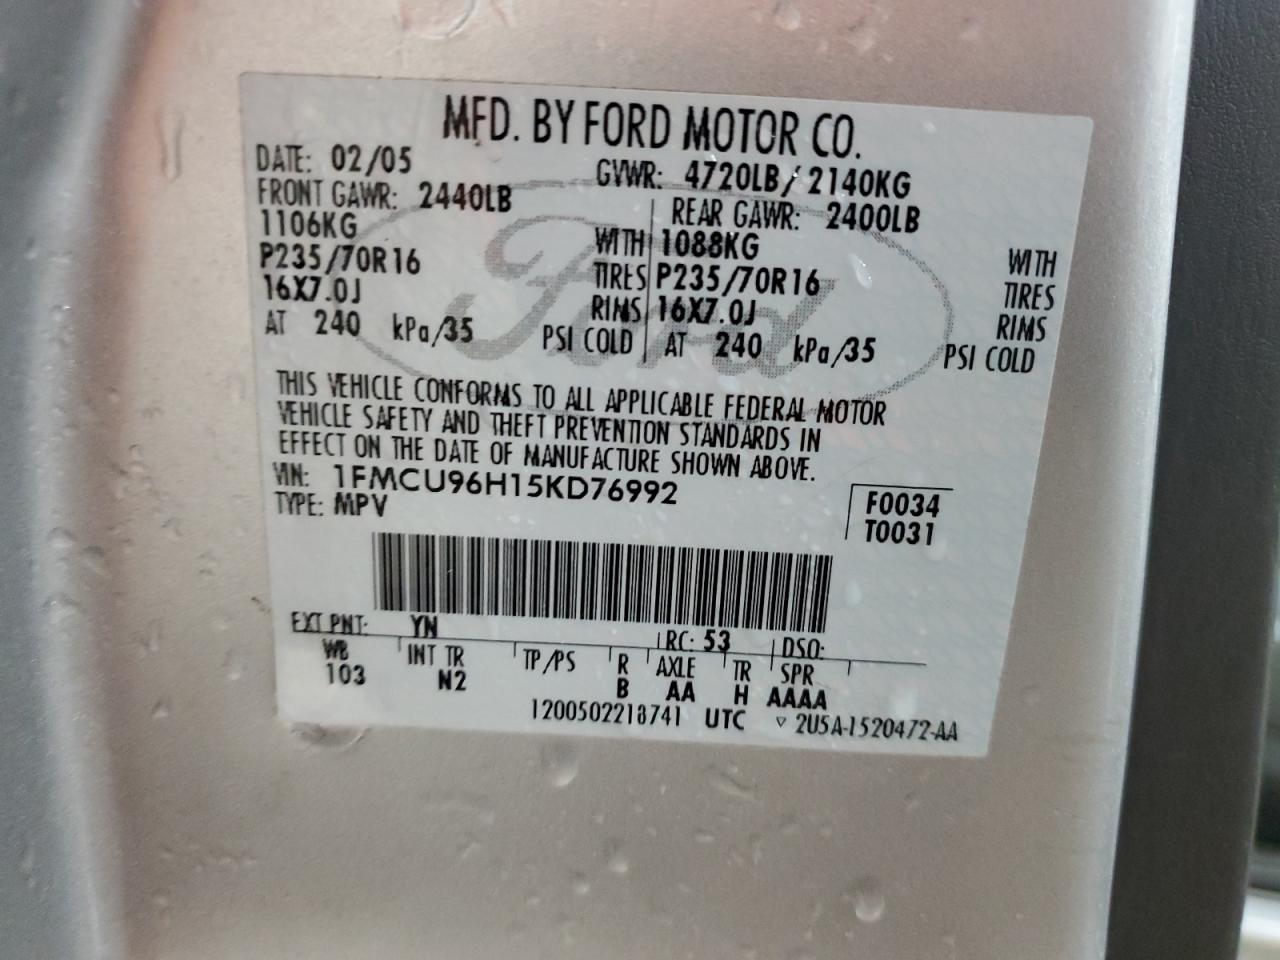 MFD. BY FORD MOTOR CO.
DATE: 02/05 GVWR: 4720LB/ 2140KG
FRONT GAWR: 2440LB REAR GAWR: 2400LB
1106KG WITH 1088KG WITH
P235/70R16 TIRES P235/70R16 TIRES
16X7.0J RIMS 16X7.0J RIMS
AT 240 kPa/35 PSI COLD AT 240 kPa/35 PSI COLD
Ford
THIS VEHICLE CONFORMS TO ALL APPLICABLE FEDERAL MOTOR
VEHICLE SAFETY AND THEFT PREVENTION STANDARDS IN
EFFECT ON THE DATE OF MANUFACTURE SHOWN ABOVE.
VIN: 1FMCU96H15KD76992
TYPE: MPV
F0034
T0031
EXT PNT: YN RC: 53 DSO:
WB INT TR TP/PS R AXLE TR SPR
103 N2 B AA H AAAA
1200502218741 UTC ▽ 2U5A-1520472-AA